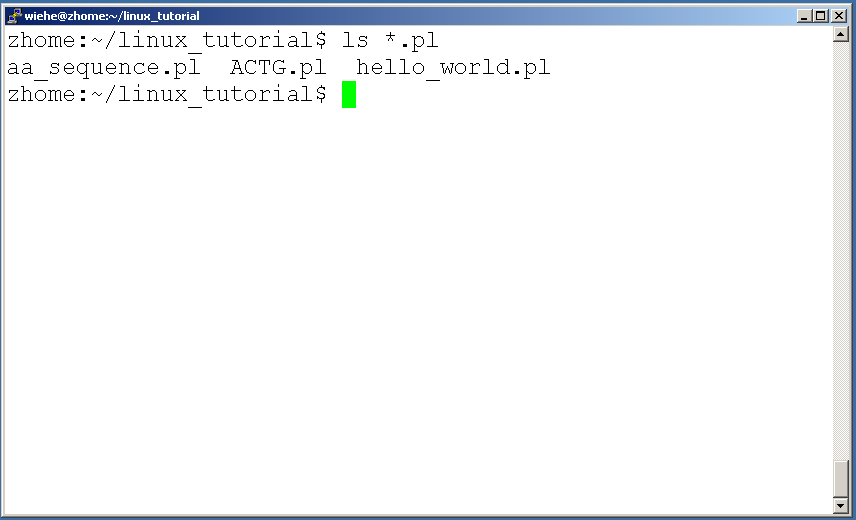 wiehe@zhome:~/linux_tutorial
zhome:~/linux_tutorial$ ls *.pl
aa_sequence.pl  ACTG.pl  hello_world.pl
zhome:~/linux_tutorial$